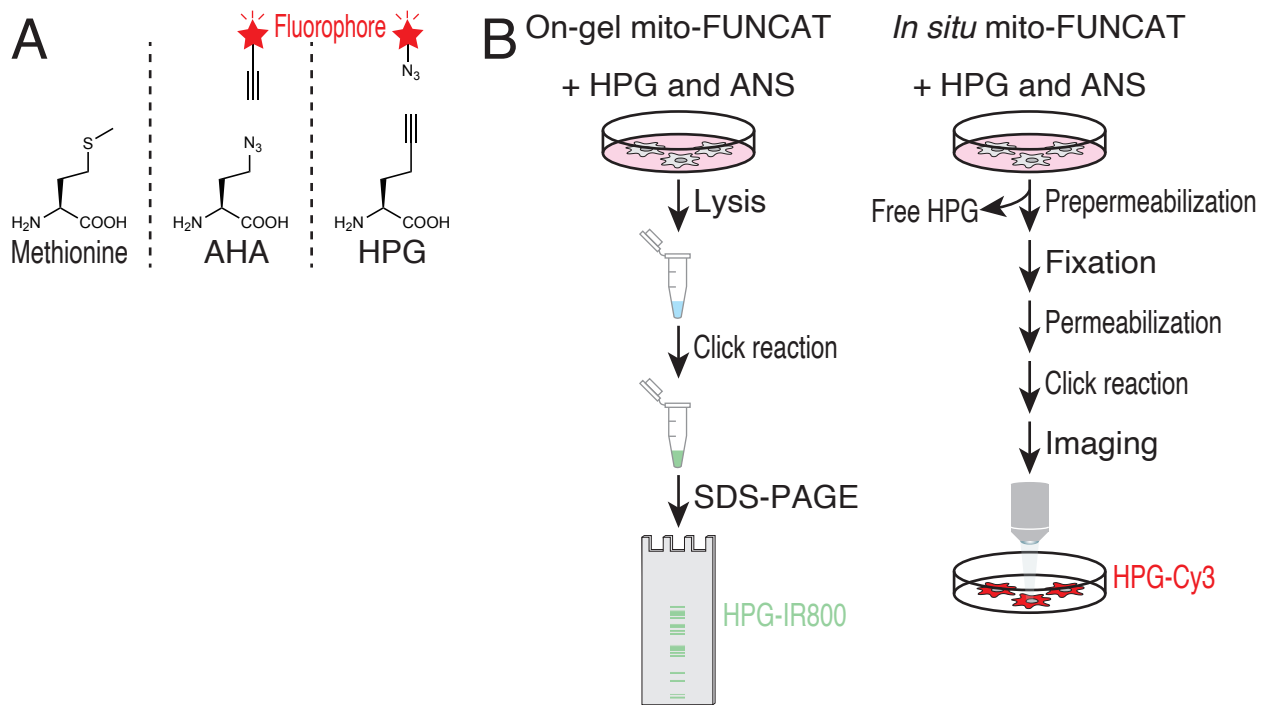 A
Fluorophore
N₃
S
N₃
H₂N
COOH
H₂N
COOH
H₂N
COOH
Methionine
AHA
HPG
B
On-gel mito-FUNCAT
+ HPG and ANS
Lysis
Click reaction
SDS-PAGE
HPG-IR800
In situ mito-FUNCAT
+ HPG and ANS
Free HPG
Prepermeabilization
Fixation
Permeabilization
Click reaction
Imaging
HPG-Cy3